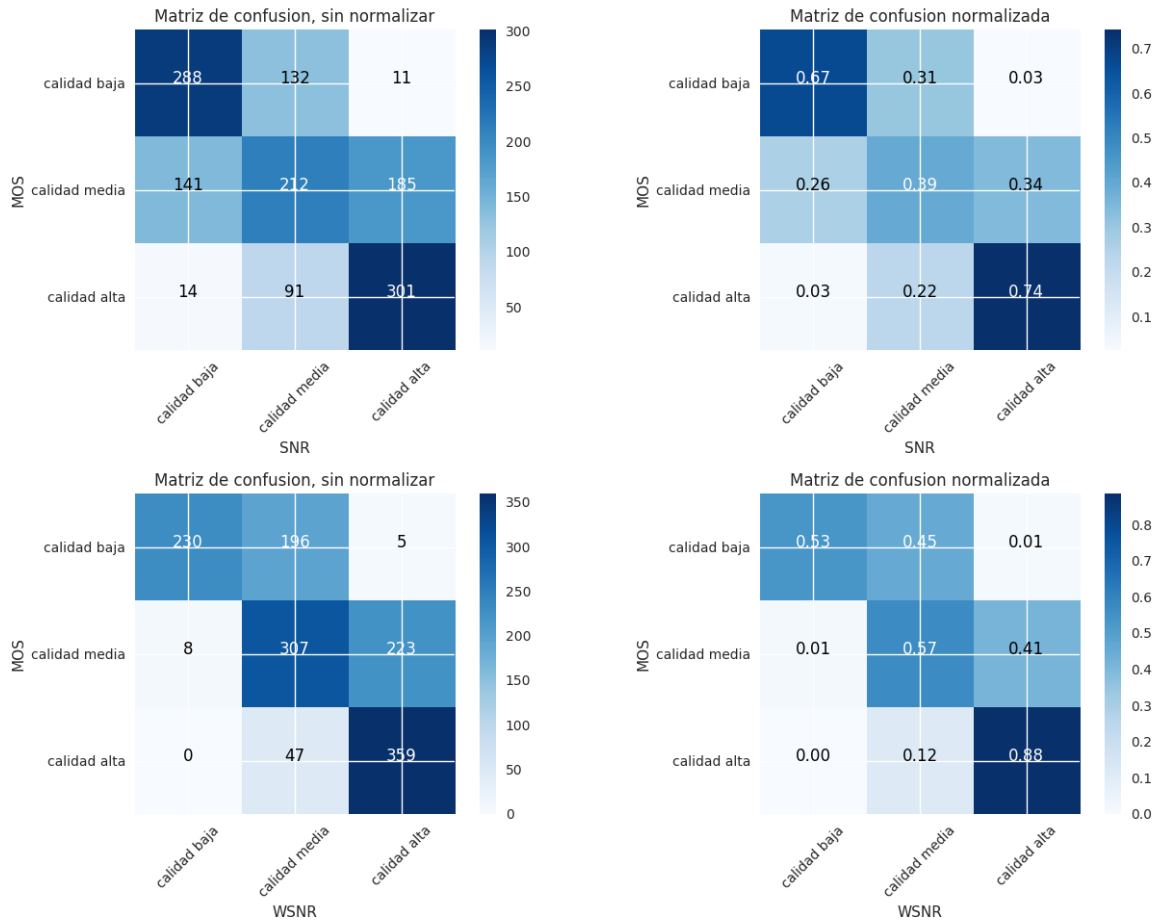 Matriz de confusion, sin normalizar
calidad baja 288 132 11
calidad media 141 212 185
calidad alta 14 91 301
MOS
calidad baja calidad media calidad alta
SNR
300
250
200
150
100
50
Matriz de confusion normalizada
calidad baja 0.67 0.31 0.03
calidad media 0.26 0.39 0.34
calidad alta 0.03 0.22 0.74
MOS
calidad baja calidad media calidad alta
SNR
0.7
0.6
0.5
0.4
0.3
0.2
0.1
Matriz de confusion, sin normalizar
calidad baja 230 196 5
calidad media 8 307 223
calidad alta 0 47 359
MOS
calidad baja calidad media calidad alta
WSNR
350
300
250
200
150
100
50
0
Matriz de confusion normalizada
calidad baja 0.53 0.45 0.01
calidad media 0.01 0.57 0.41
calidad alta 0.00 0.12 0.88
MOS
calidad baja calidad media calidad alta
WSNR
0.8
0.7
0.6
0.5
0.4
0.3
0.2
0.1
0.0